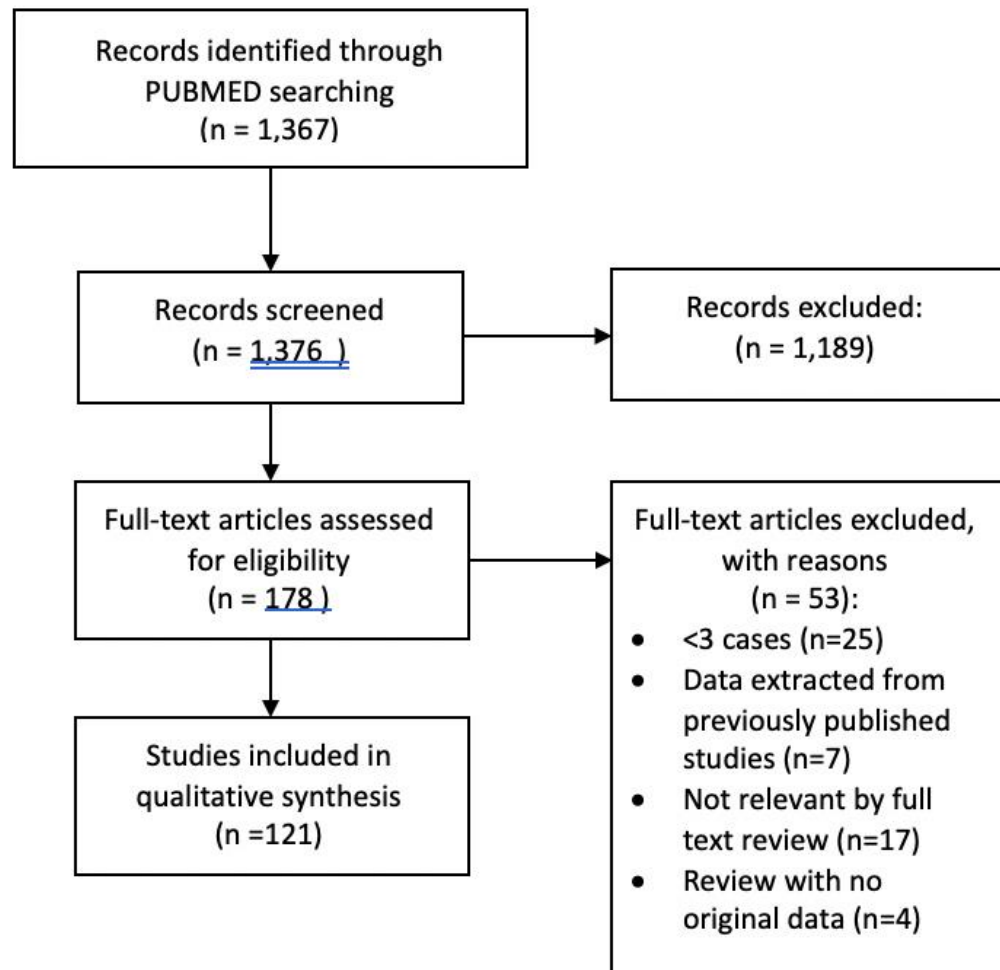 Records identified through
PUBMED searching
(n = 1,367)
Records screened
(n = 1,376 )
Records excluded:
(n = 1,189)
Full-text articles assessed
for eligibility
(n = 178 )
Full-text articles excluded,
with reasons
(n = 53):
• <3 cases (n=25)
• Data extracted from
previously published
studies (n=7)
• Not relevant by full
text review (n=17)
• Review with no
original data (n=4)
Studies included in
qualitative synthesis
(n =121)